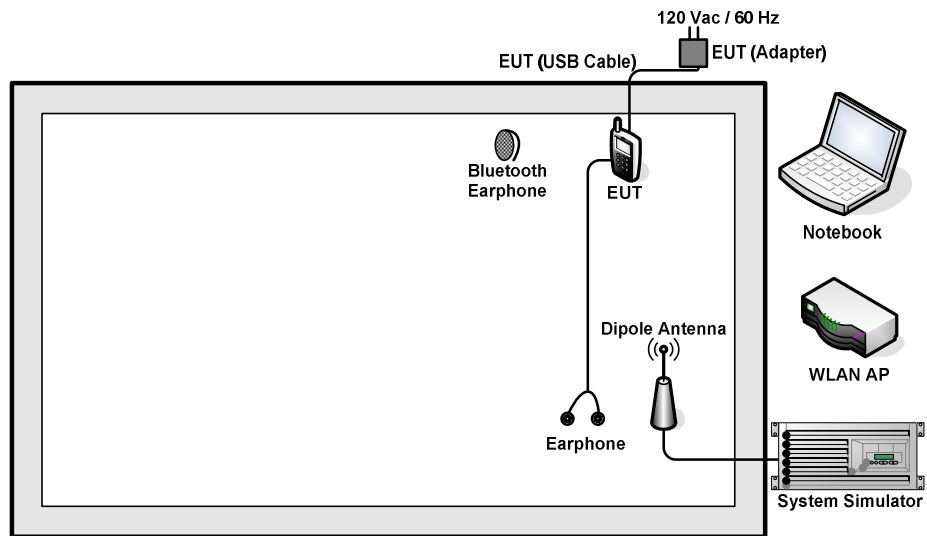 120 Vac / 60 Hz
EUT (Adapter)
EUT (USB Cable)
Bluetooth
Earphone
EUT
Notebook
Dipole Antenna
WLAN AP
Earphone
System Simulator